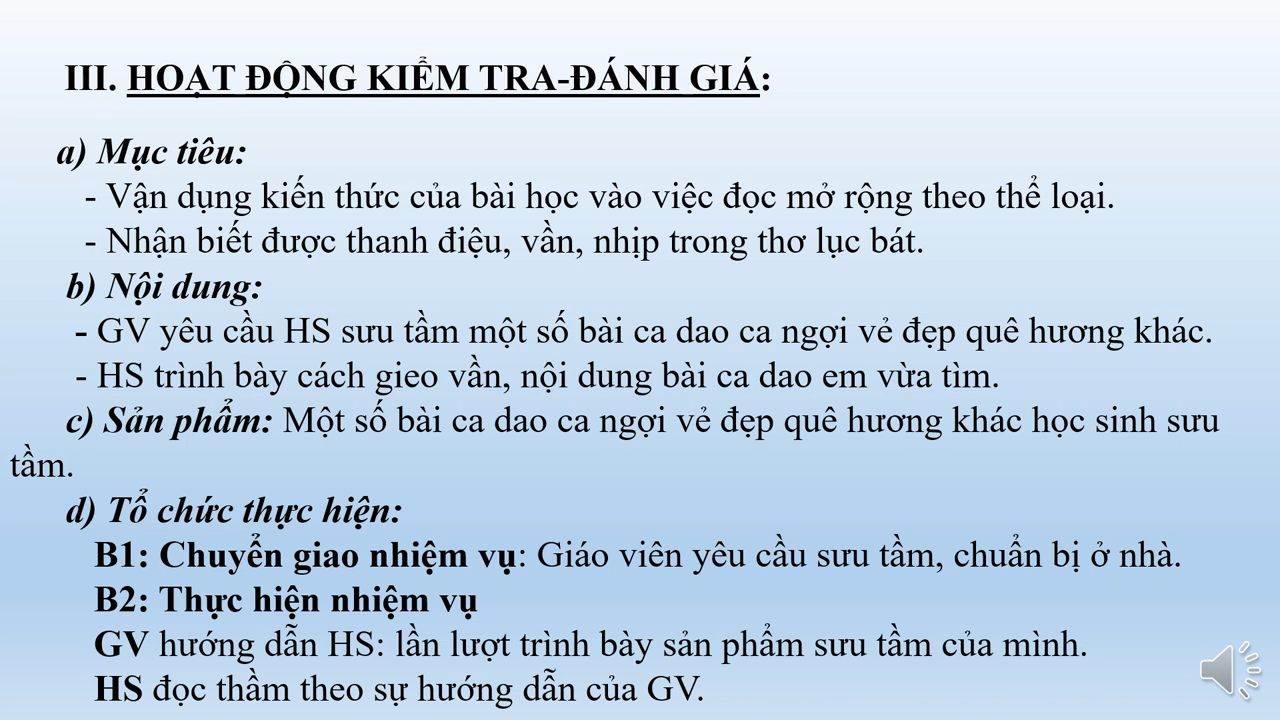 III. HOẠT ĐỘNG KIỂM TRA-ĐÁNH GIÁ:
a) Mục tiêu:
- Vận dụng kiến thức của bài học vào việc đọc mở rộng theo thể loại.
- Nhận biết được thanh điệu, vần, nhịp trong thơ lục bát.
b) Nội dung:
- GV yêu cầu HS sưu tầm một số bài ca dao ca ngợi vẻ đẹp quê hương khác.
- HS trình bày cách gieo vần, nội dung bài ca dao em vừa tìm.
c) Sản phẩm: Một số bài ca dao ca ngợi vẻ đẹp quê hương khác học sinh sưu
tầm.
d) Tổ chức thực hiện:
B1: Chuyển giao nhiệm vụ: Giáo viên yêu cầu sưu tầm, chuẩn bị ở nhà.
B2: Thực hiện nhiệm vụ
GV hướng dẫn HS: lần lượt trình bày sản phẩm sưu tầm của mình.
HS đọc thầm theo sự hướng dẫn của GV.